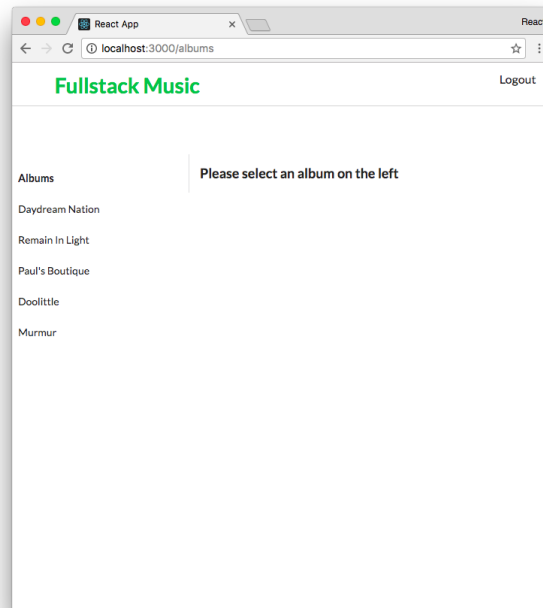 React App
React
localhost:3000/albums
Fullstack Music
Logout
Albums
Please select an album on the left
Daydream Nation
Remain In Light
Paul's Boutique
Doolittle
Murmur